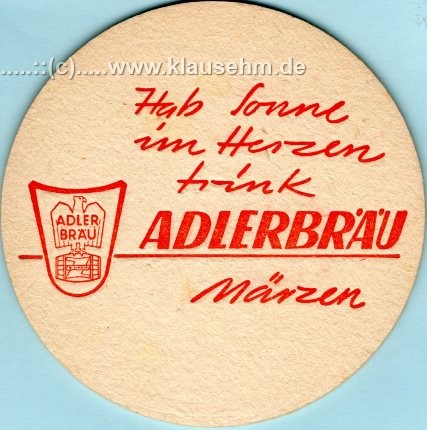 .....::(c).....www.klausehm.de
Hab Sonne
im Herzen
trink
ADLER
BRÄU
ADLERBRÄU
Märzen